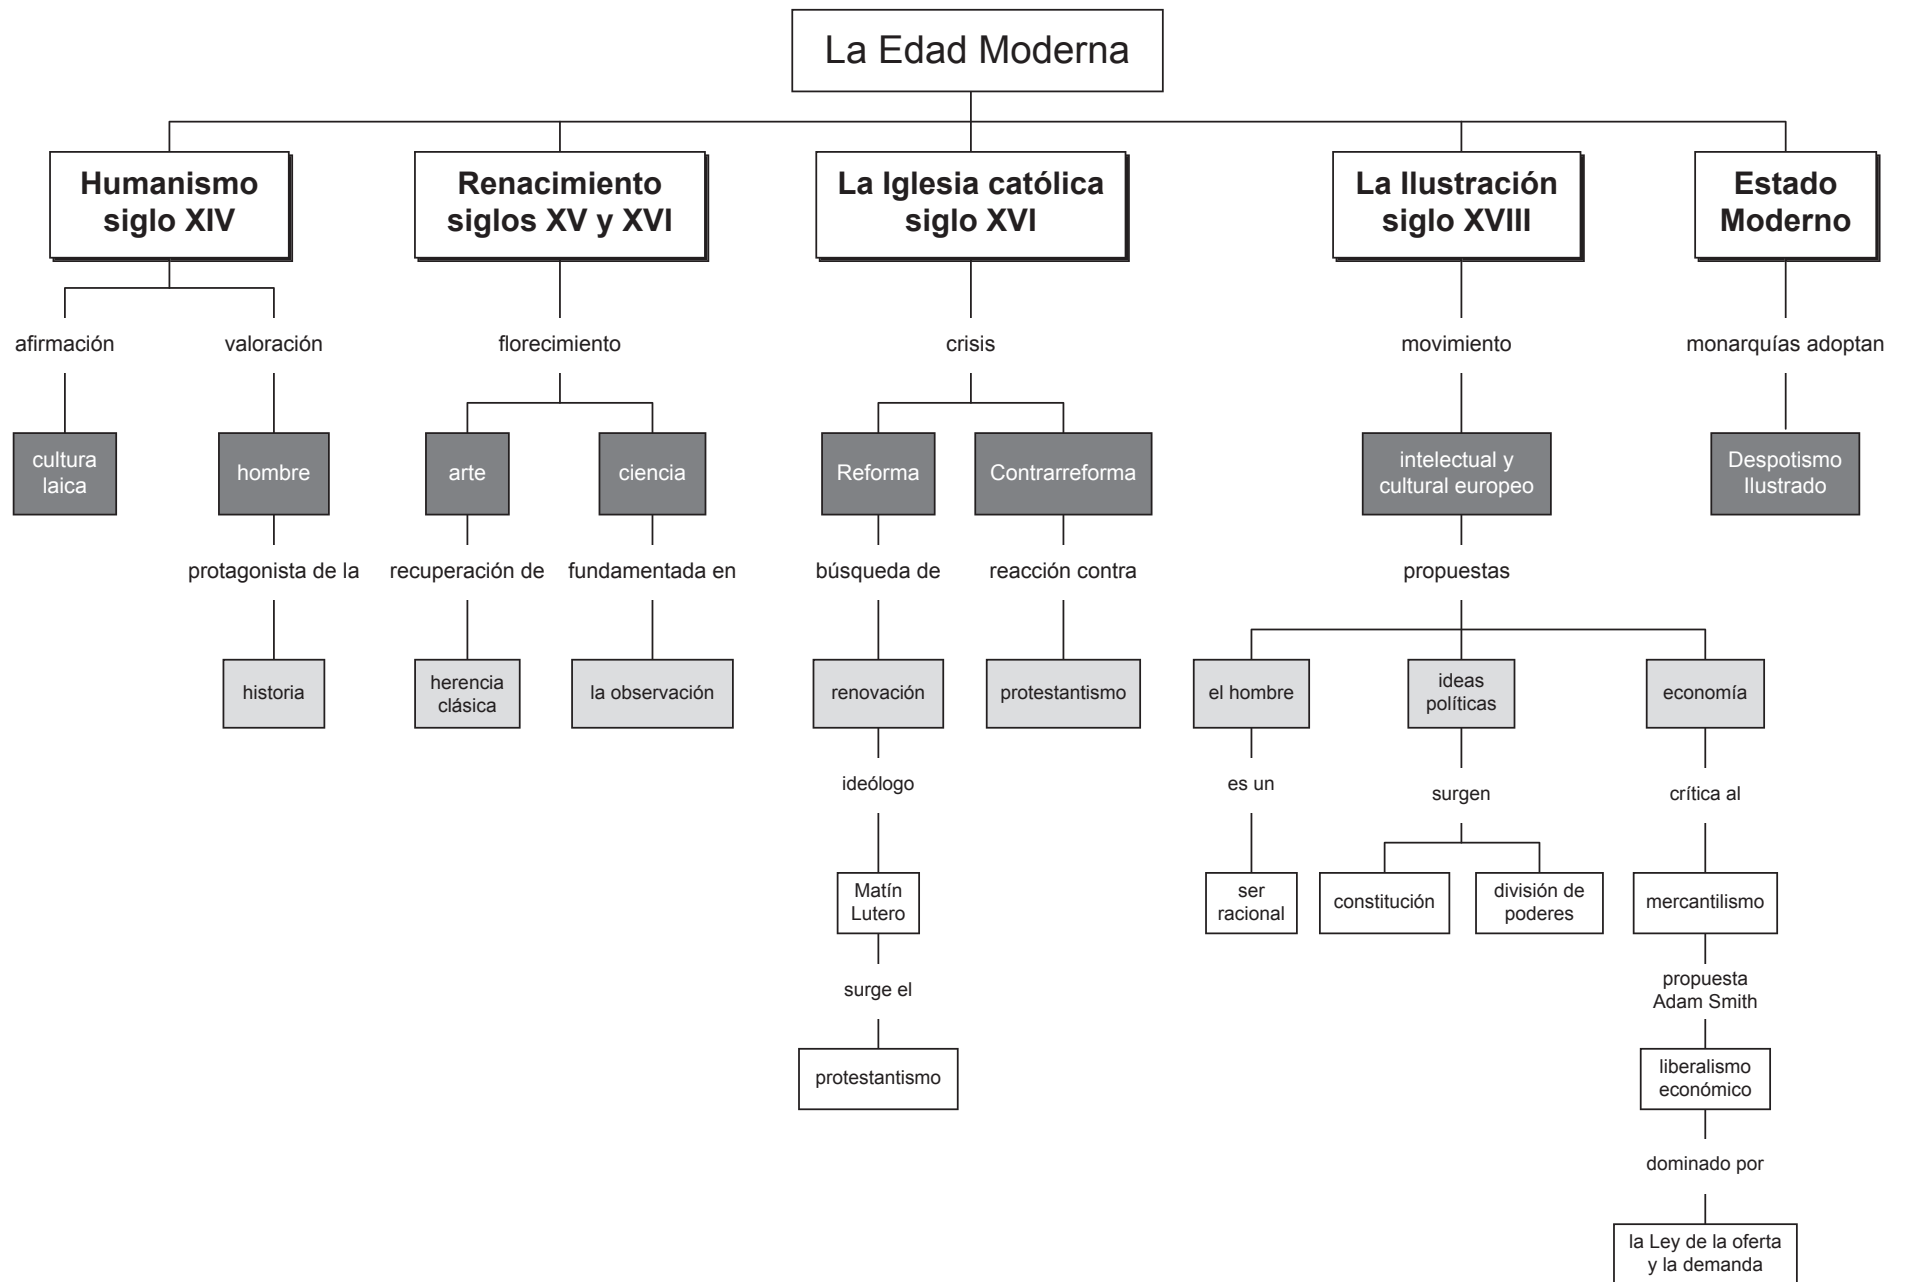 La Edad Moderna
Humanismo
siglo XIV
Renacimiento
siglos XV y XVI
La Iglesia católica
siglo XVI
La Ilustración
siglo XVIII
Estado
Moderno
afirmación
valoración
florecimiento
crisis
movimiento
monarquías adoptan
cultura
laica
hombre
arte
ciencia
Reforma
Contrarreforma
intelectual y
cultural europeo
Despotismo
Ilustrado
protagonista de la
recuperación de
fundamentada en
búsqueda de
reacción contra
propuestas
historia
herencia
clásica
la observación
renovación
protestantismo
el hombre
ideas
políticas
economía
ideólogo
es un
surgen
crítica al
Matín
Lutero
ser
racional
constitución
división de
poderes
mercantilismo
surge el
propuesta
Adam Smith
protestantismo
liberalismo
económico
dominado por
la Ley de la oferta
y la demanda